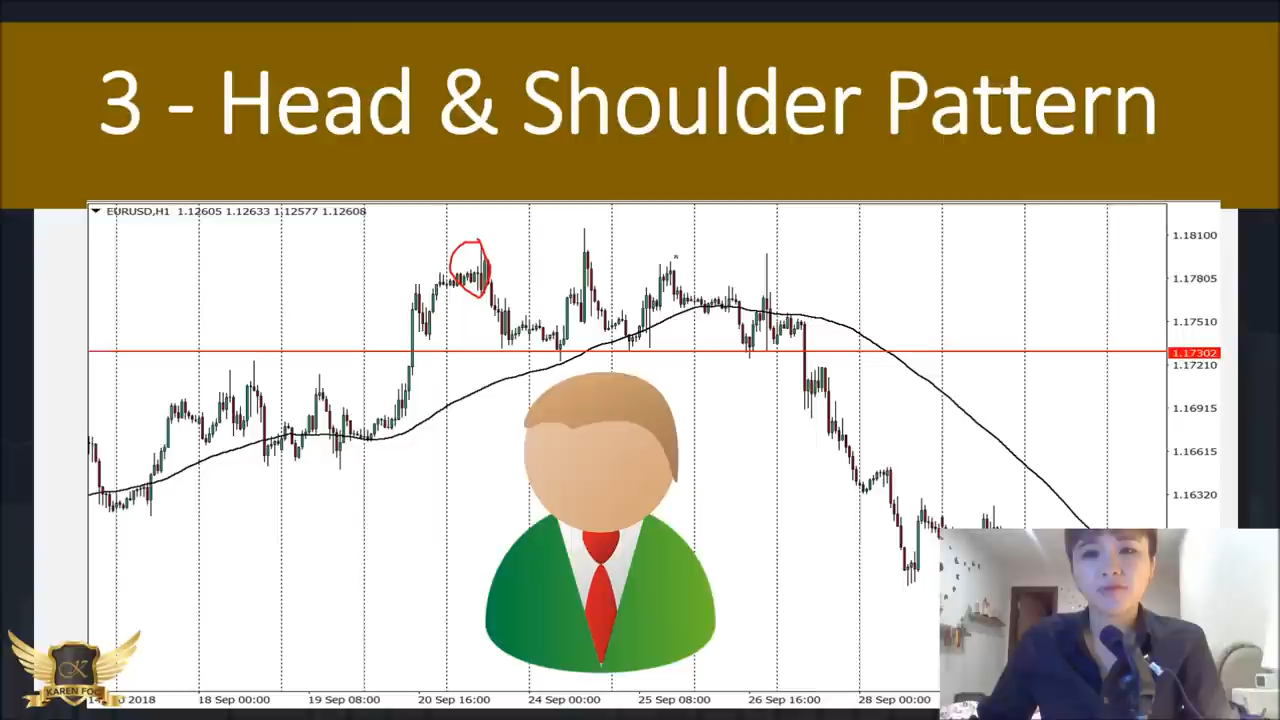 3 - Head & Shoulder Pattern
EURUSD,H1 1.12605 1.12633 1.12577 1.12608
1.18100
1.17805
1.17510
1.17302
1.17210
1.16915
1.16615
1.16320
K
KAREN FOO
2018 18 Sep 00:00 19 Sep 08:00 20 Sep 16:00 24 Sep 00:00 25 Sep 08:00 26 Sep 16:00 28 Sep 00:00